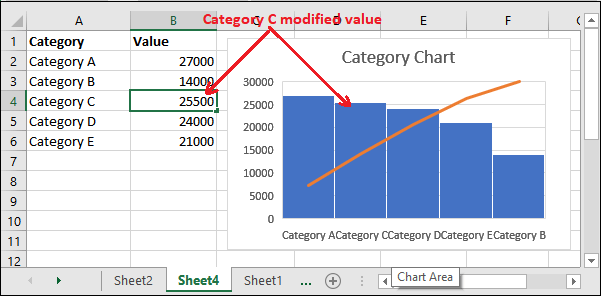 Category C modified value
A B C D E F G
1 Category Value
2 Category A 27000
3 Category B 14000
4 Category C 25500
5 Category D 24000
6 Category E 21000
7
8
9
10
11
12
Category Chart
30000
25000
20000
15000
10000
5000
0
Category A Category C Category D Category E Category B
Chart Area
Sheet2 Sheet4 Sheet1 ...